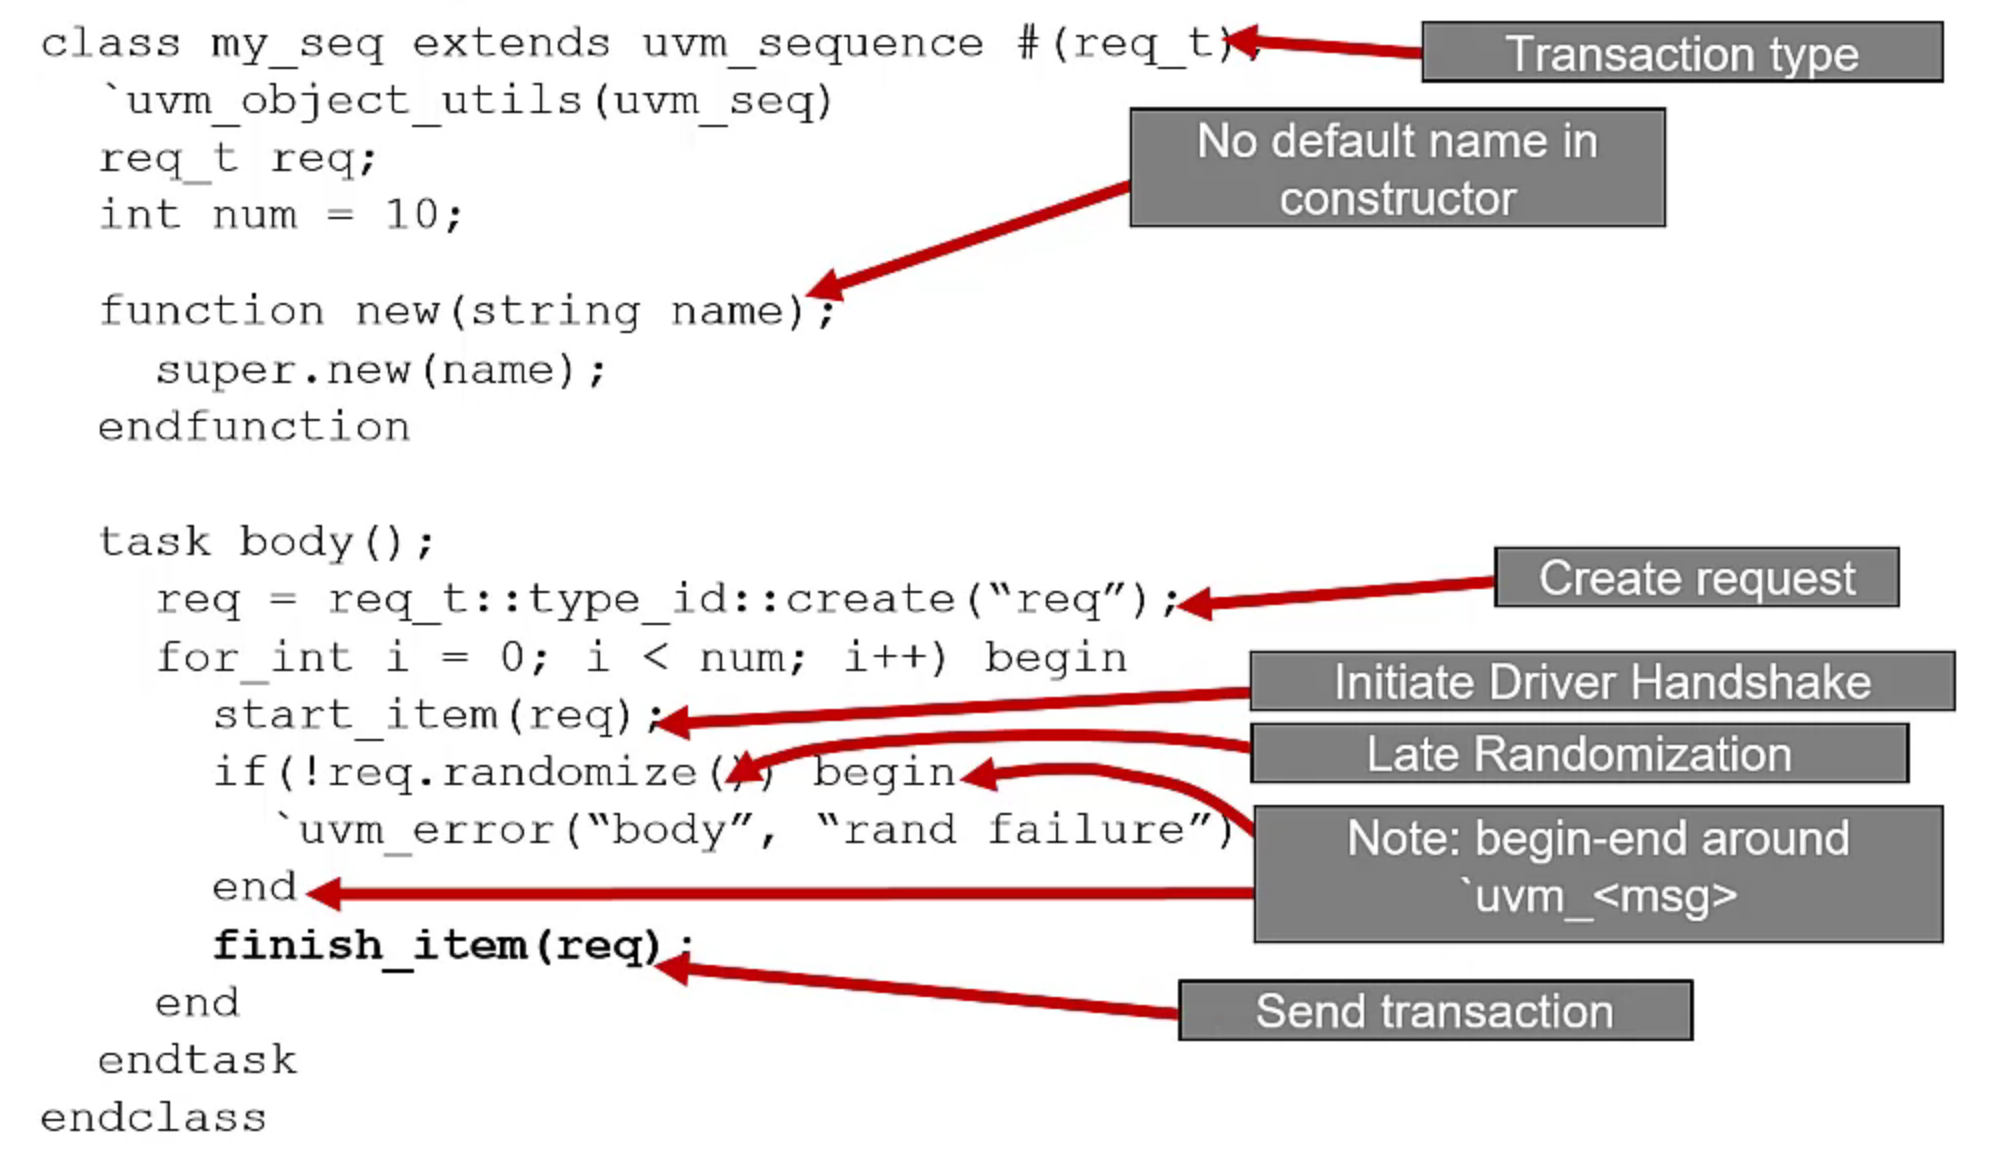 class my_seq extends uvm_sequence #(req_t);
Transaction type
`uvm_object_utils(uvm_seq)
No default name in
constructor
req_t req;
int num = 10;
function new(string name);
super.new(name);
endfunction
task body();
Create request
req = req_t::type_id::create(“req”);
for_int i = 0; i < num; i++) begin
Initiate Driver Handshake
start_item(req);
Late Randomization
if(!req.randomize()) begin
`uvm_error(“body”, “rand failure”)
Note: begin-end around
`uvm_<msg>
end
finish_item(req);
Send transaction
end
endtask
endclass